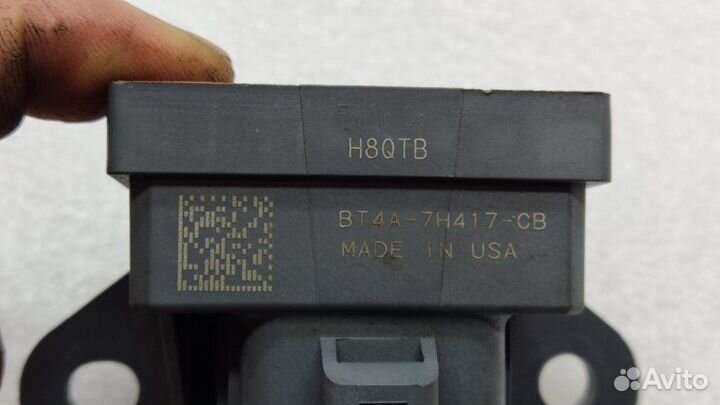 H8QTB
BT4A-7H417-CB
MADE IN USA
Avito